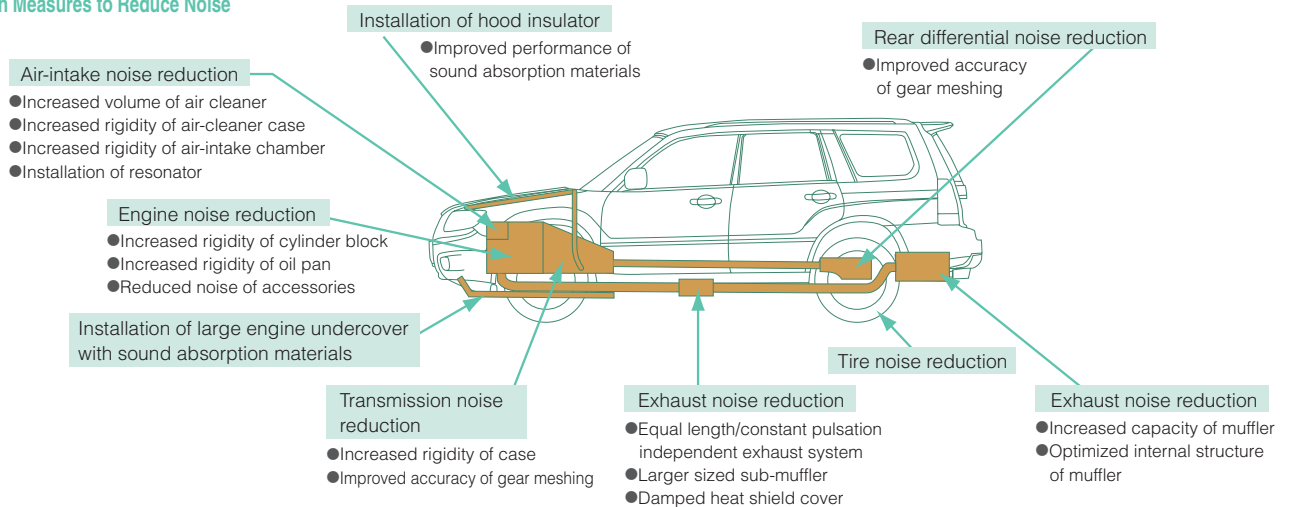 Measures to Reduce Noise
Installation of hood insulator
●Improved performance of
sound absorption materials
Rear differential noise reduction
●Improved accuracy
of gear meshing
Air-intake noise reduction
●Increased volume of air cleaner
●Increased rigidity of air-cleaner case
●Increased rigidity of air-intake chamber
●Installation of resonator
Engine noise reduction
●Increased rigidity of cylinder block
●Increased rigidity of oil pan
●Reduced noise of accessories
Installation of large engine undercover
with sound absorption materials
Tire noise reduction
Transmission noise
reduction
●Increased rigidity of case
●Improved accuracy of gear meshing
Exhaust noise reduction
●Equal length/constant pulsation
independent exhaust system
●Larger sized sub-muffler
●Damped heat shield cover
Exhaust noise reduction
●Increased capacity of muffler
●Optimized internal structure
of muffler